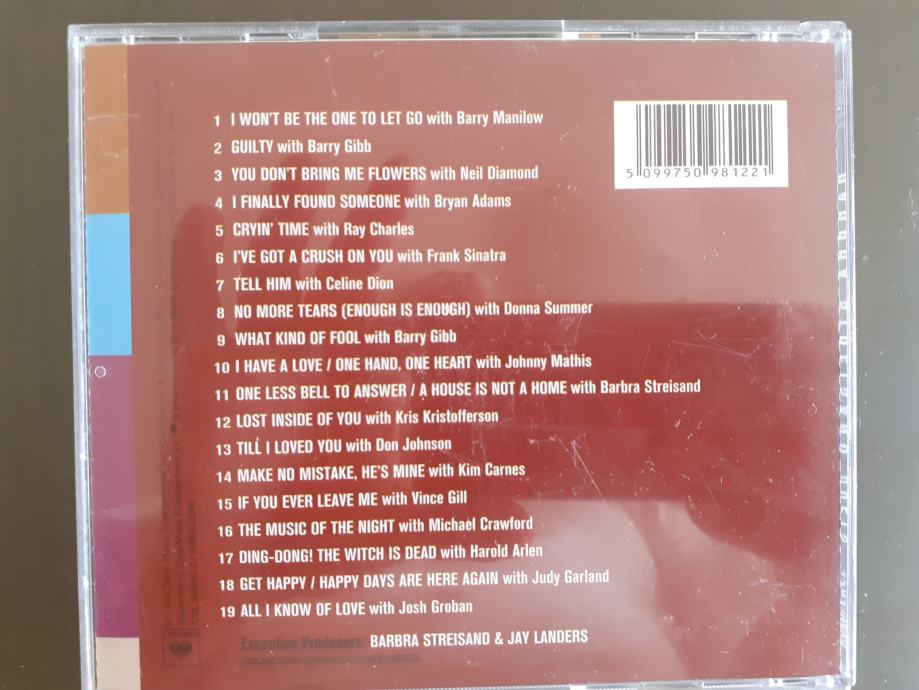 1 I WON'T BE THE ONE TO LET GO with Barry Manilow
2 GUILTY with Barry Gibb
3 YOU DON'T BRING ME FLOWERS with Neil Diamond
4 I FINALLY FOUND SOMEONE with Bryan Adams
5 CRYIN' TIME with Ray Charles
6 I'VE GOT A CRUSH ON YOU with Frank Sinatra
7 TELL HIM with Celine Dion
8 NO MORE TEARS (ENOUGH IS ENOUGH) with Donna Summer
9 WHAT KIND OF FOOL with Barry Gibb
10 I HAVE A LOVE / ONE HAND, ONE HEART with Johnny Mathis
11 ONE LESS BELL TO ANSWER / A HOUSE IS NOT A HOME with Barbra Streisand
12 LOST INSIDE OF YOU with Kris Kristofferson
13 TILL I LOVED YOU with Don Johnson
14 MAKE NO MISTAKE, HE'S MINE with Kim Carnes
15 IF YOU EVER LEAVE ME with Vince Gill
16 THE MUSIC OF THE NIGHT with Michael Crawford
17 DING-DONG! THE WITCH IS DEAD with Harold Arlen
18 GET HAPPY / HAPPY DAYS ARE HERE AGAIN with Judy Garland
19 ALL I KNOW OF LOVE with Josh Groban
Executive Producers: BARBRA STREISAND & JAY LANDERS
5 099750 981221